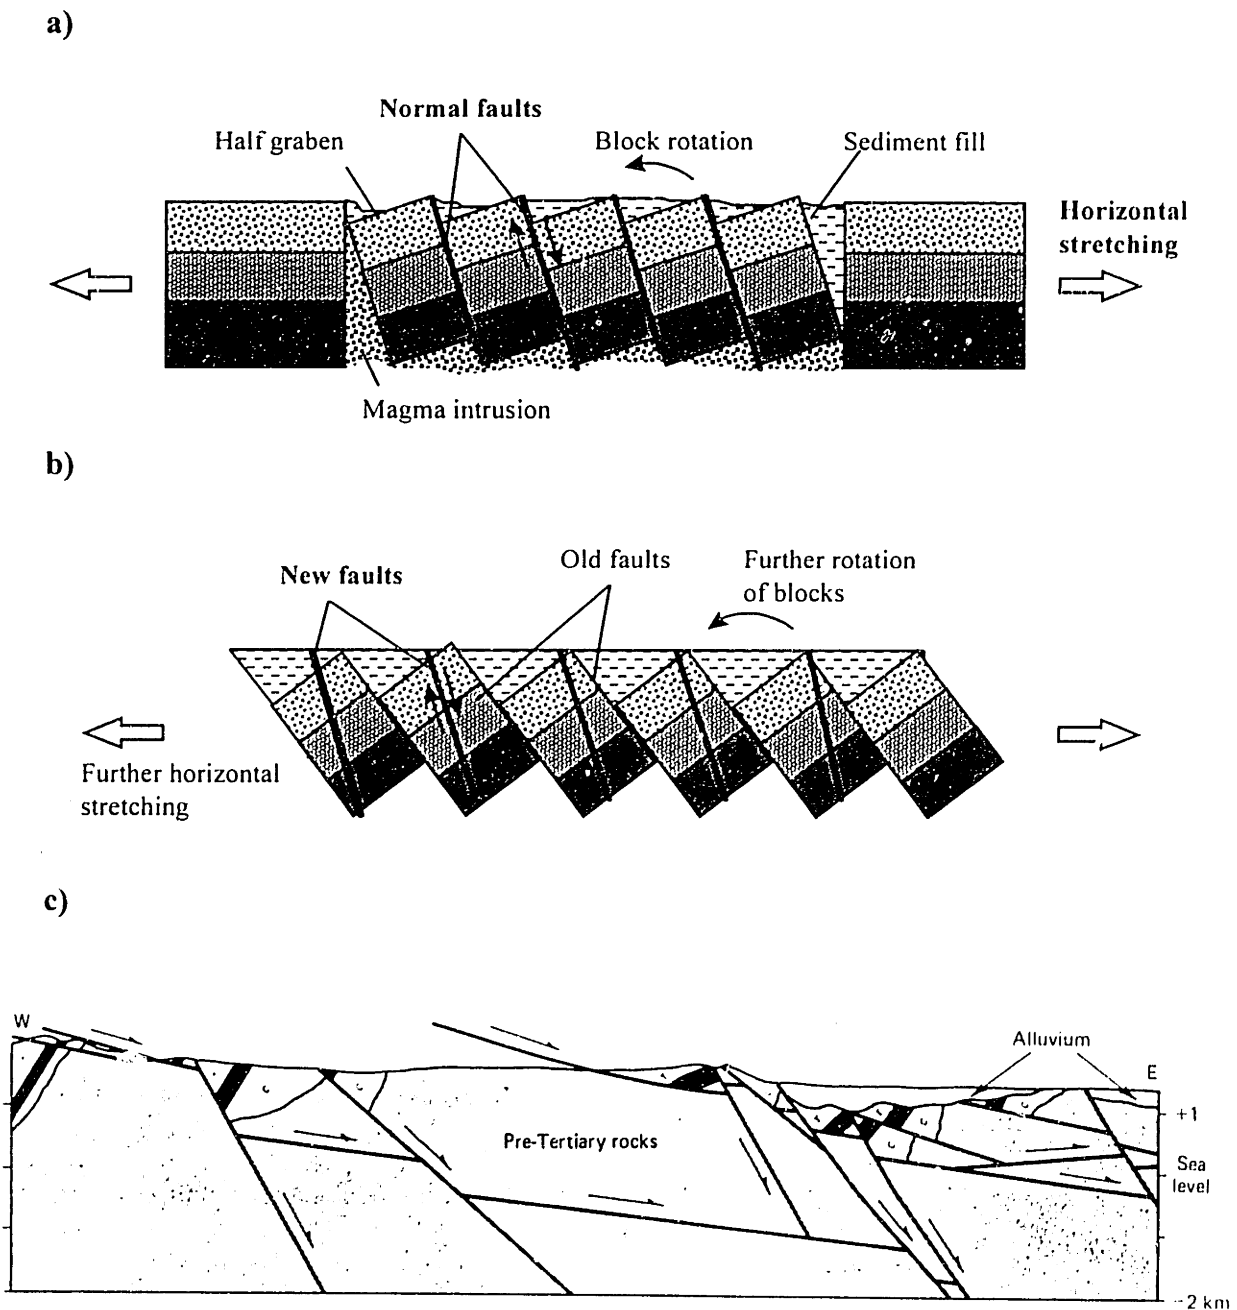 a)
Normal faults
Half graben
Block rotation
Sediment fill
Horizontal
stretching
Magma intrusion
b)
New faults
Old faults
Further rotation
of blocks
Further horizontal
stretching
c)
W
Alluvium
E
+1
Pre-Tertiary rocks
Sea
level
-2 km